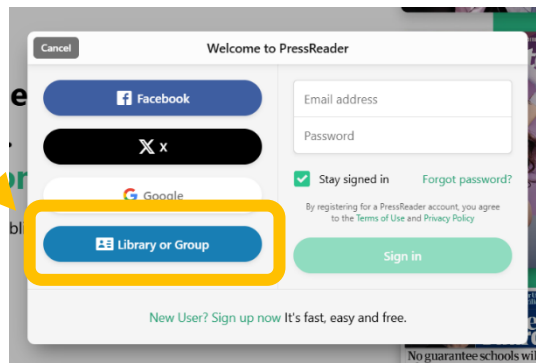 Cancel
Welcome to PressReader
Facebook
X
Google
Library or Group
Email address
Password
Stay signed in
Forgot password?
By registering for a PressReader account, you agree
to the Terms of Use and Privacy Policy
Sign in
New User? Sign up now It's fast, easy and free.
No guarantee schools wil